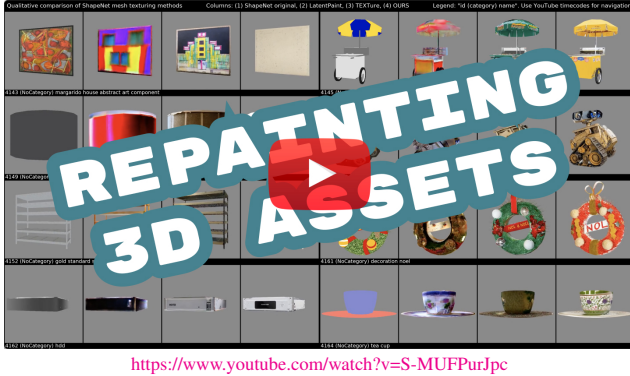 Qualitative comparison of ShapeNet mesh texturing methods Columns: (1) ShapeNet original, (2) LatentPaint, (3) TEXTure, (4) OURS Legend: "id (category) name". Use YouTube timecodes for navigation
4143 (NoCategory) margarido house abstract art component
4145
REPAINTING
3D ASSETS
4149 (NoCateg
4152 (NoCategory) gold standard
4161 (NoCategory) decoration noel
NOL
4162 (NoCategory) hdd
4164 (NoCategory) tea cup
https://www.youtube.com/watch?v=S-MUFPurJpc